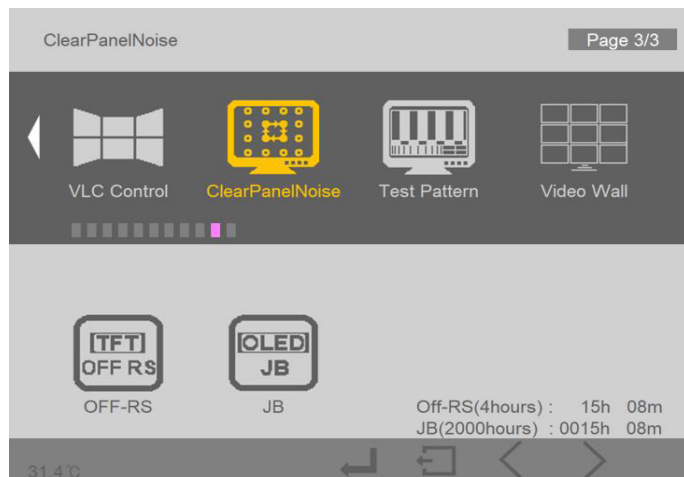 ClearPanelNoise
Page 3/3
VLC Control
ClearPanelNoise
Test Pattern
Video Wall
[TFT]
OFF RS
[OLED]
JB
OFF-RS
JB
Off-RS(4hours) : 15h 08m
JB(2000hours) : 0015h 08m
31.4℃